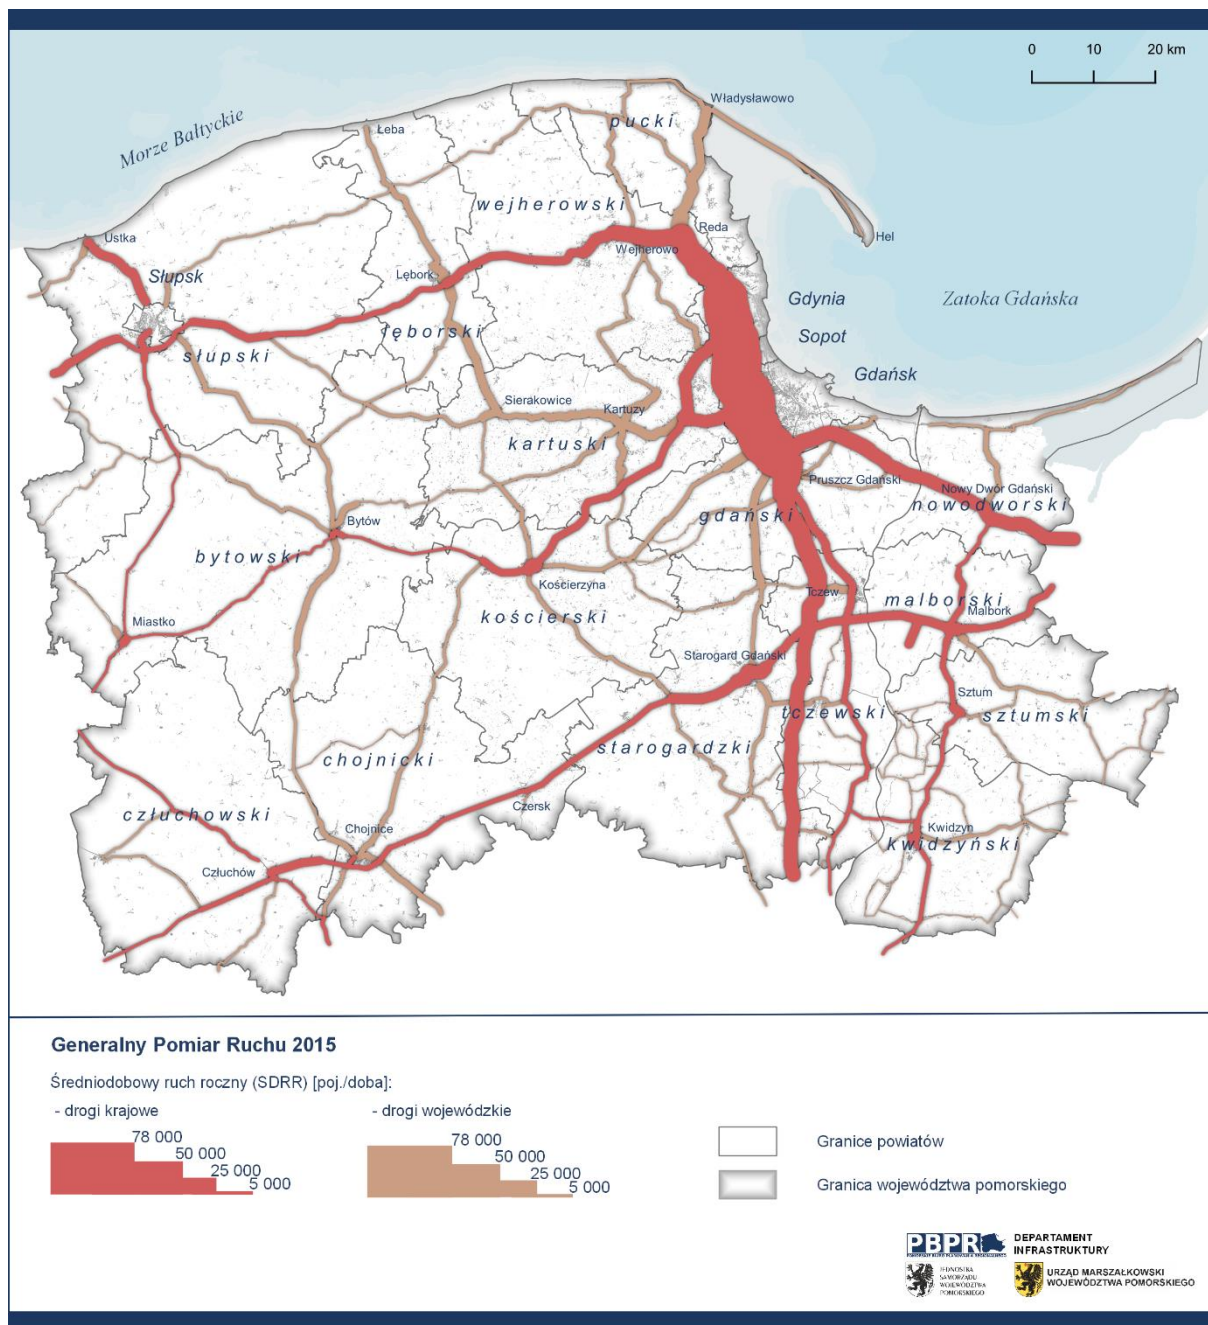 0 10 20 km
Władysławowo
Morze Bałtyckie
Łeba
pucki
wejherowski
Ustka
Reda
Hel
Wejherowo
Słupsk
Lębork
Gdynia
Zatoka Gdańska
Sopot
łęborski
słupski
Gdańsk
Sierakowice
Kartuzy
kartuski
Pruszcz Gdański
Nowy Dwór Gdański
nowodworski
gdański
Bytów
bytowski
Kościerzyna
Tczew
malborski
Malbork
kościerski
Miastko
Starogard Gdański
Sztum
tczewski
sztumski
starogardzki
chojnicki
Czersk
człuchowski
Chojnice
Kwidzyn
kwidzyński
Człuchów
Generalny Pomiar Ruchu 2015
Średniodobowy ruch roczny (SDRR) [poj./doba]:
- drogi krajowe
- drogi wojewódzkie
78 000
50 000
25 000
5 000
78 000
50 000
25 000
5 000
Granice powiatów
Granica województwa pomorskiego
PBPR
DEPARTAMENT
INFRASTRUKTURY
JEDNOSTKA
SAMORZĄDU
WOJEWÓDZTWA
POMORSKIEGO
URZĄD MARSZAŁKOWSKI
WOJEWÓDZTWA POMORSKIEGO